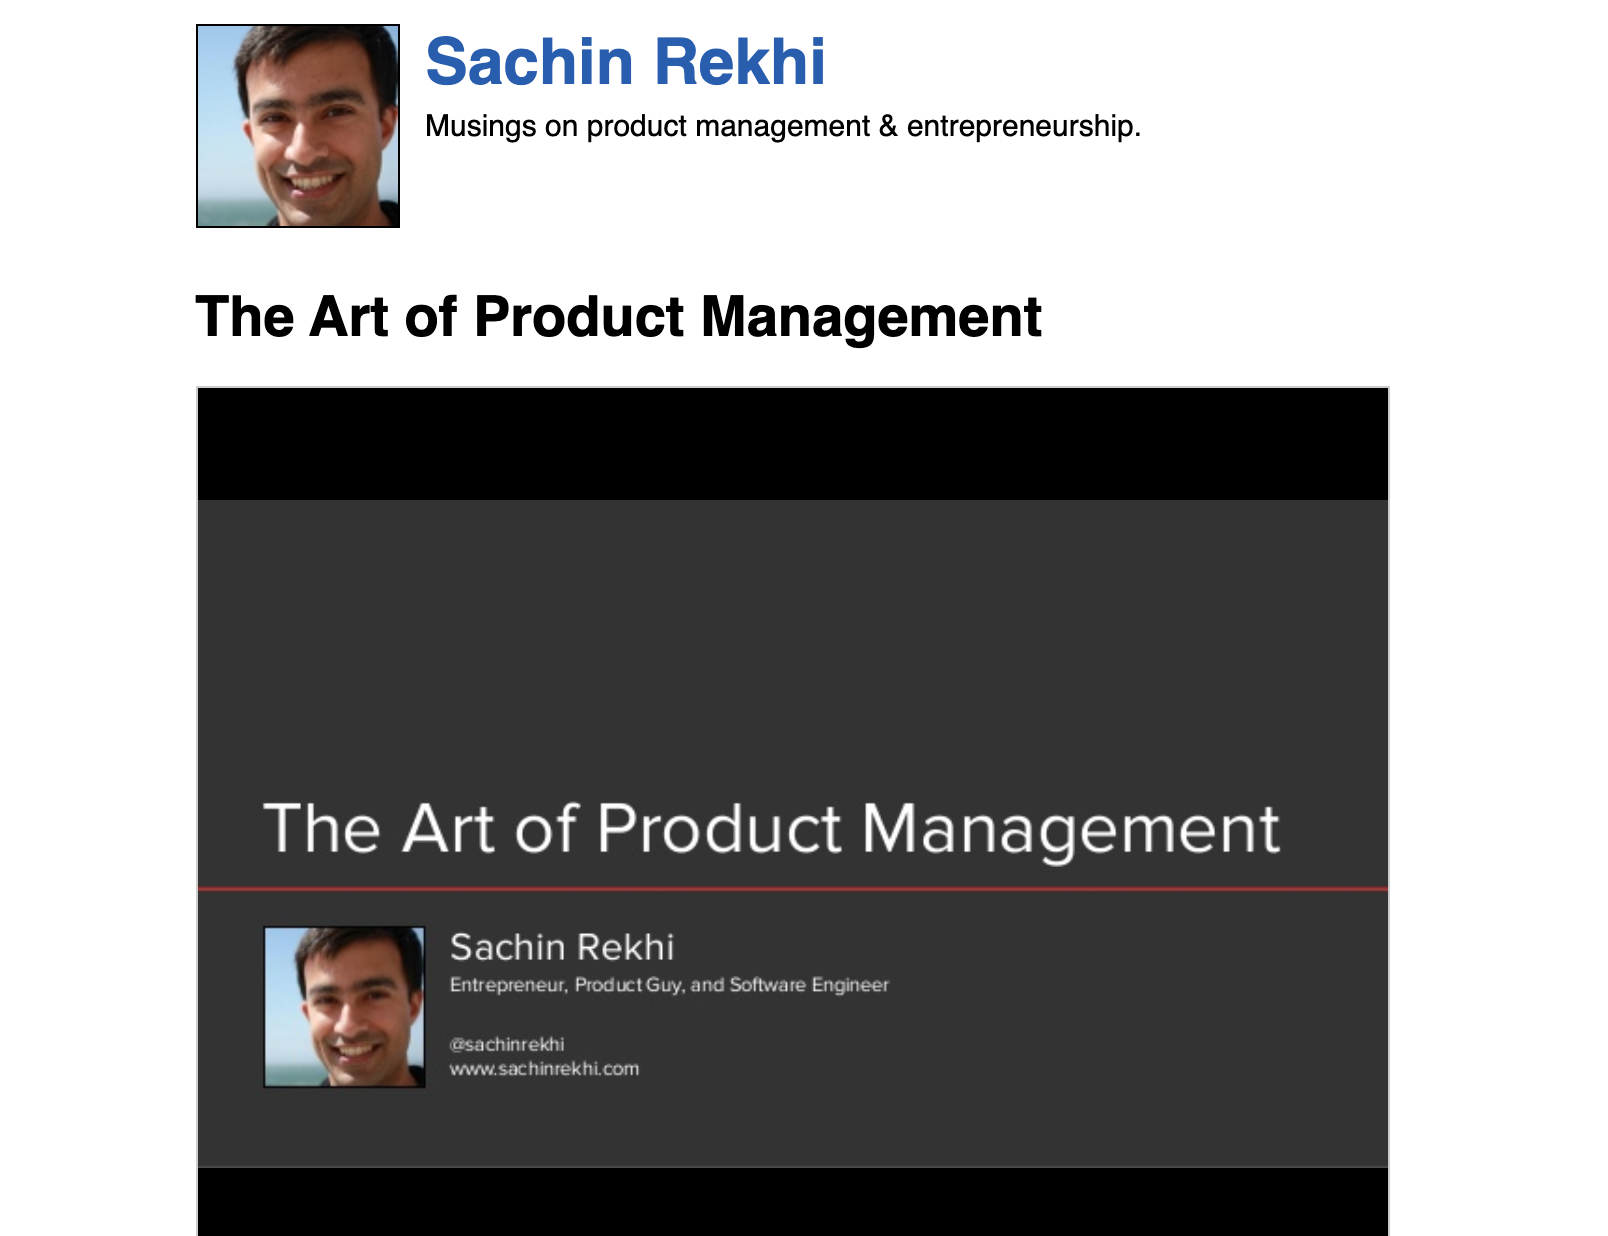 Sachin Rekhi
Musings on product management & entrepreneurship.
The Art of Product Management
The Art of Product Management
Sachin Rekhi
Entrepreneur, Product Guy, and Software Engineer
@sachinrekhi
www.sachinrekhi.com